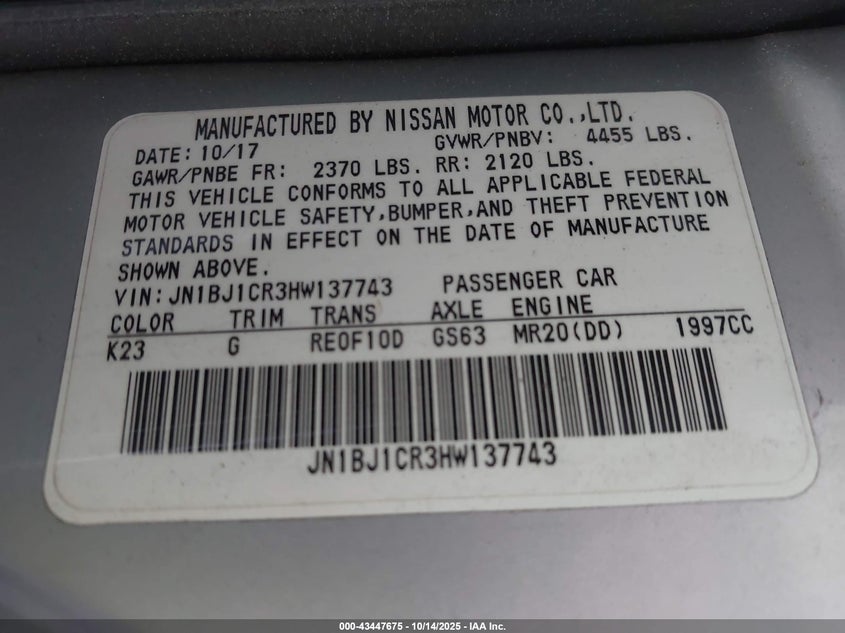 MANUFACTURED BY NISSAN MOTOR CO.,LTD.
DATE: 10/17 GVWR/PNBV: 4455 LBS.
GAWR/PNBE FR: 2370 LBS. RR: 2120 LBS.
THIS VEHICLE CONFORMS TO ALL APPLICABLE FEDERAL
MOTOR VEHICLE SAFETY,BUMPER,AND THEFT PREVENTION
STANDARDS IN EFFECT ON THE DATE OF MANUFACTURE
SHOWN ABOVE.
VIN: JN1BJ1CR3HW137743 PASSENGER CAR
COLOR TRIM TRANS AXLE ENGINE
K23 G RE0F10D GS63 MR20(DD) 1997CC
JN1BJ1CR3HW137743
000-43447675 - 10/14/2025 - IAA Inc.